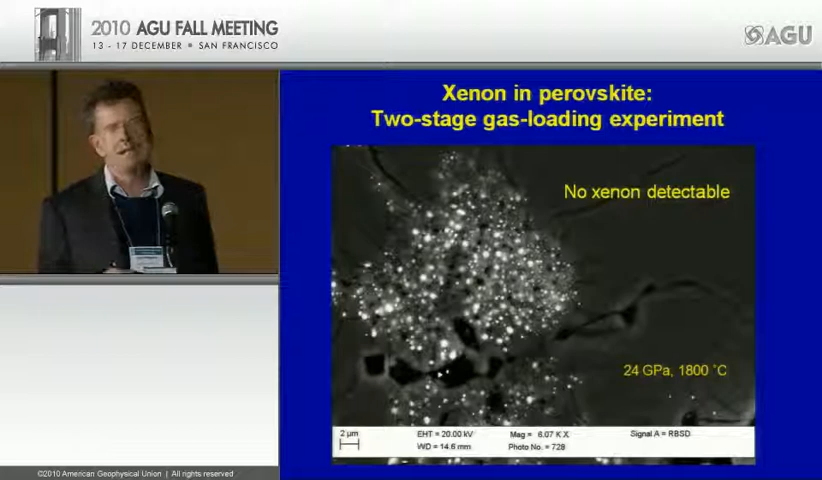 2010 AGU FALL MEETING
13 - 17 DECEMBER SAN FRANCISCO
AGU
Xenon in perovskite:
Two-stage gas-loading experiment
No xenon detectable
24 GPa, 1800 °C
2 µm
EHT = 20.00 kV
Mag = 6.07 K X
Signal A = RBSD
WD = 14.6 mm
Photo No. = 728
©2010 American Geophysical Union | All rights reserved